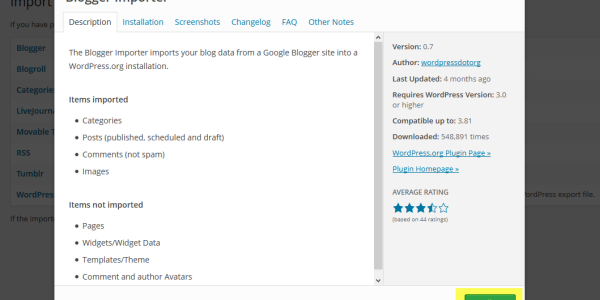 Import
If you have p
Blogger
Blogroll
Categorie
LiveJourna
Movable T
RSS
Tumblr
WordPres
If the import
Blogger Importer
Description
Installation
Screenshots
Changelog
FAQ
Other Notes
The Blogger Importer imports your blog data from a Google Blogger site into a
WordPress.org installation.
Items imported
Categories
Posts (published, scheduled and draft)
Comments (not spam)
Images
Items not imported
Pages
Widgets/Widget Data
Templates/Theme
Comment and author Avatars
Version: 0.7
Author: wordpressdotorg
Last Updated: 4 months ago
Requires WordPress Version: 3.0
or higher
Compatible up to: 3.81
Downloaded: 548,891 times
WordPress.org Plugin Page »
Plugin Homepage »
AVERAGE RATING
(based on 44 ratings)
ordPress export file.